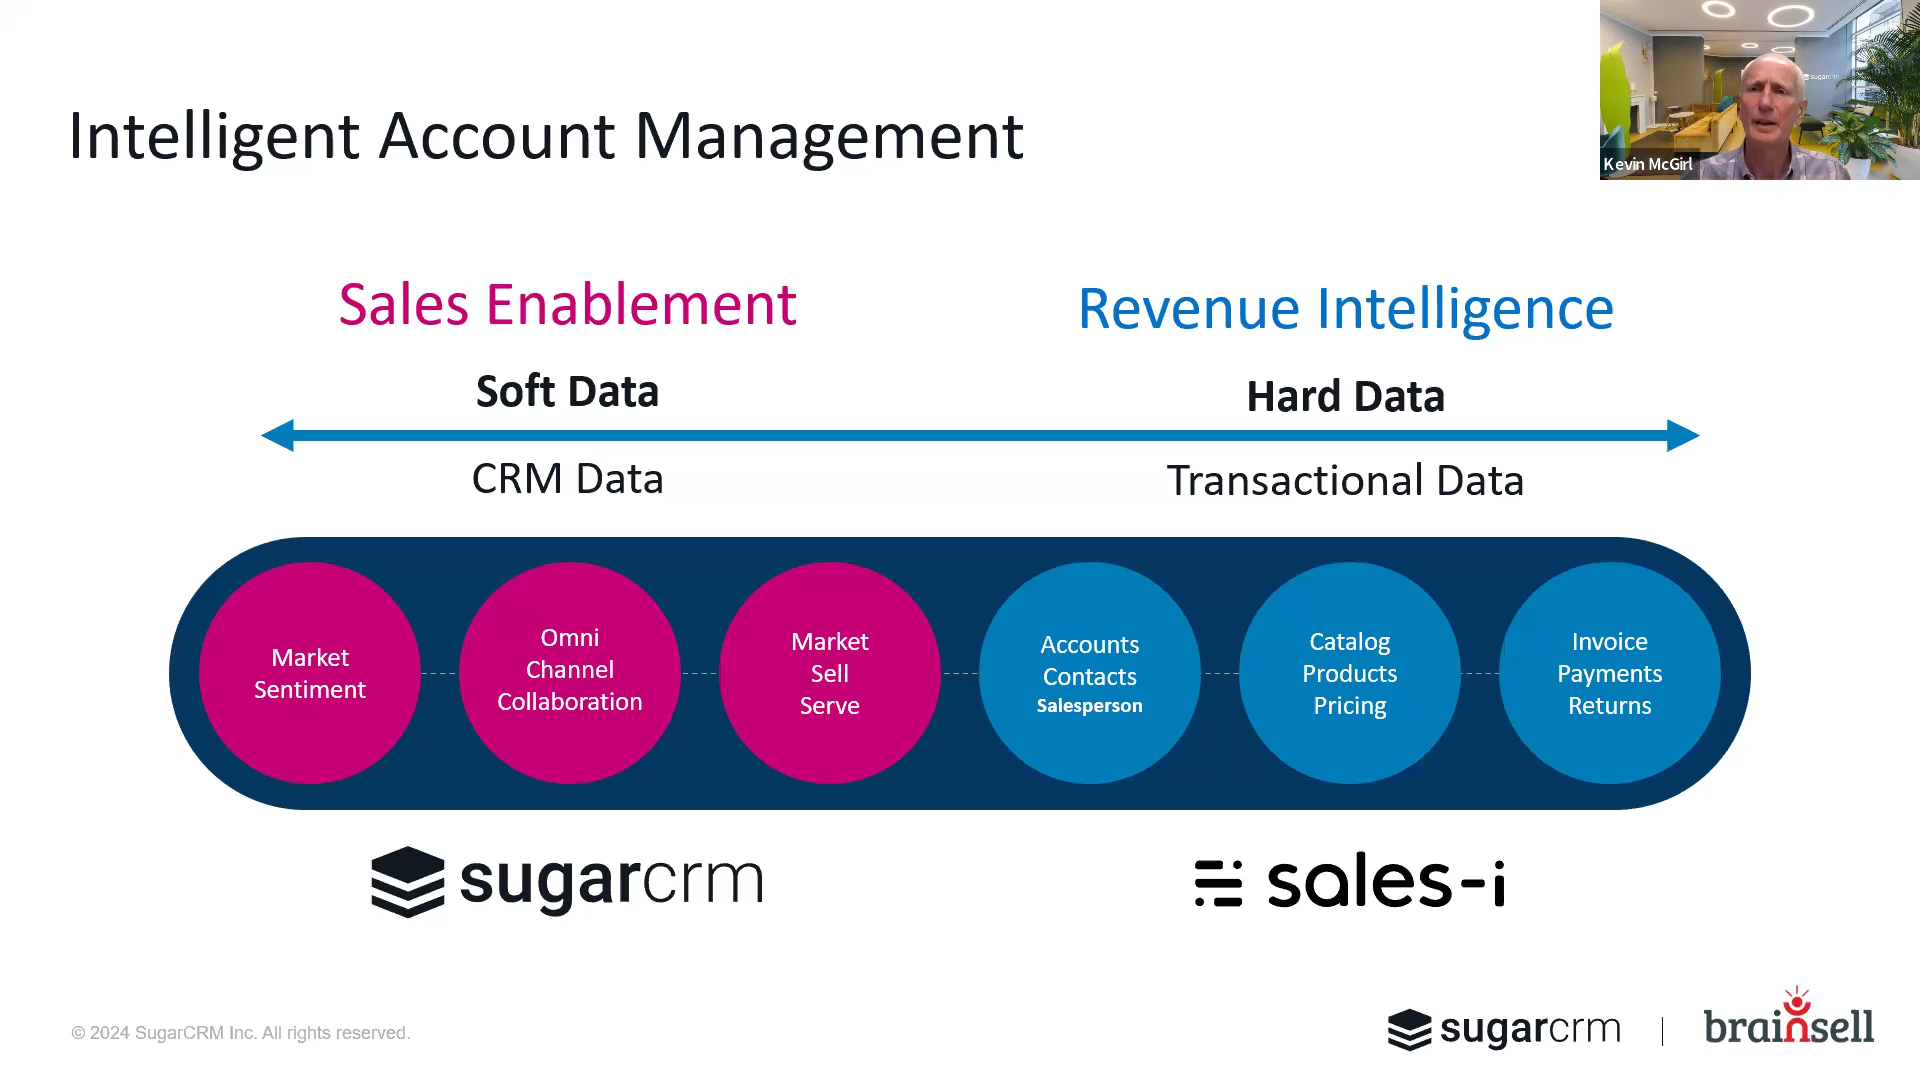 Intelligent Account Management
sugarcrm
Kevin McGirl
Sales Enablement
Revenue Intelligence
Soft Data
Hard Data
CRM Data
Transactional Data
Market
Sentiment
Omni
Channel
Collaboration
Market
Sell
Serve
Accounts
Contacts
Salesperson
Catalog
Products
Pricing
Invoice
Payments
Returns
sugarcrm
sales-i
© 2024 SugarCRM Inc. All rights reserved.
sugarcrm
brainsell